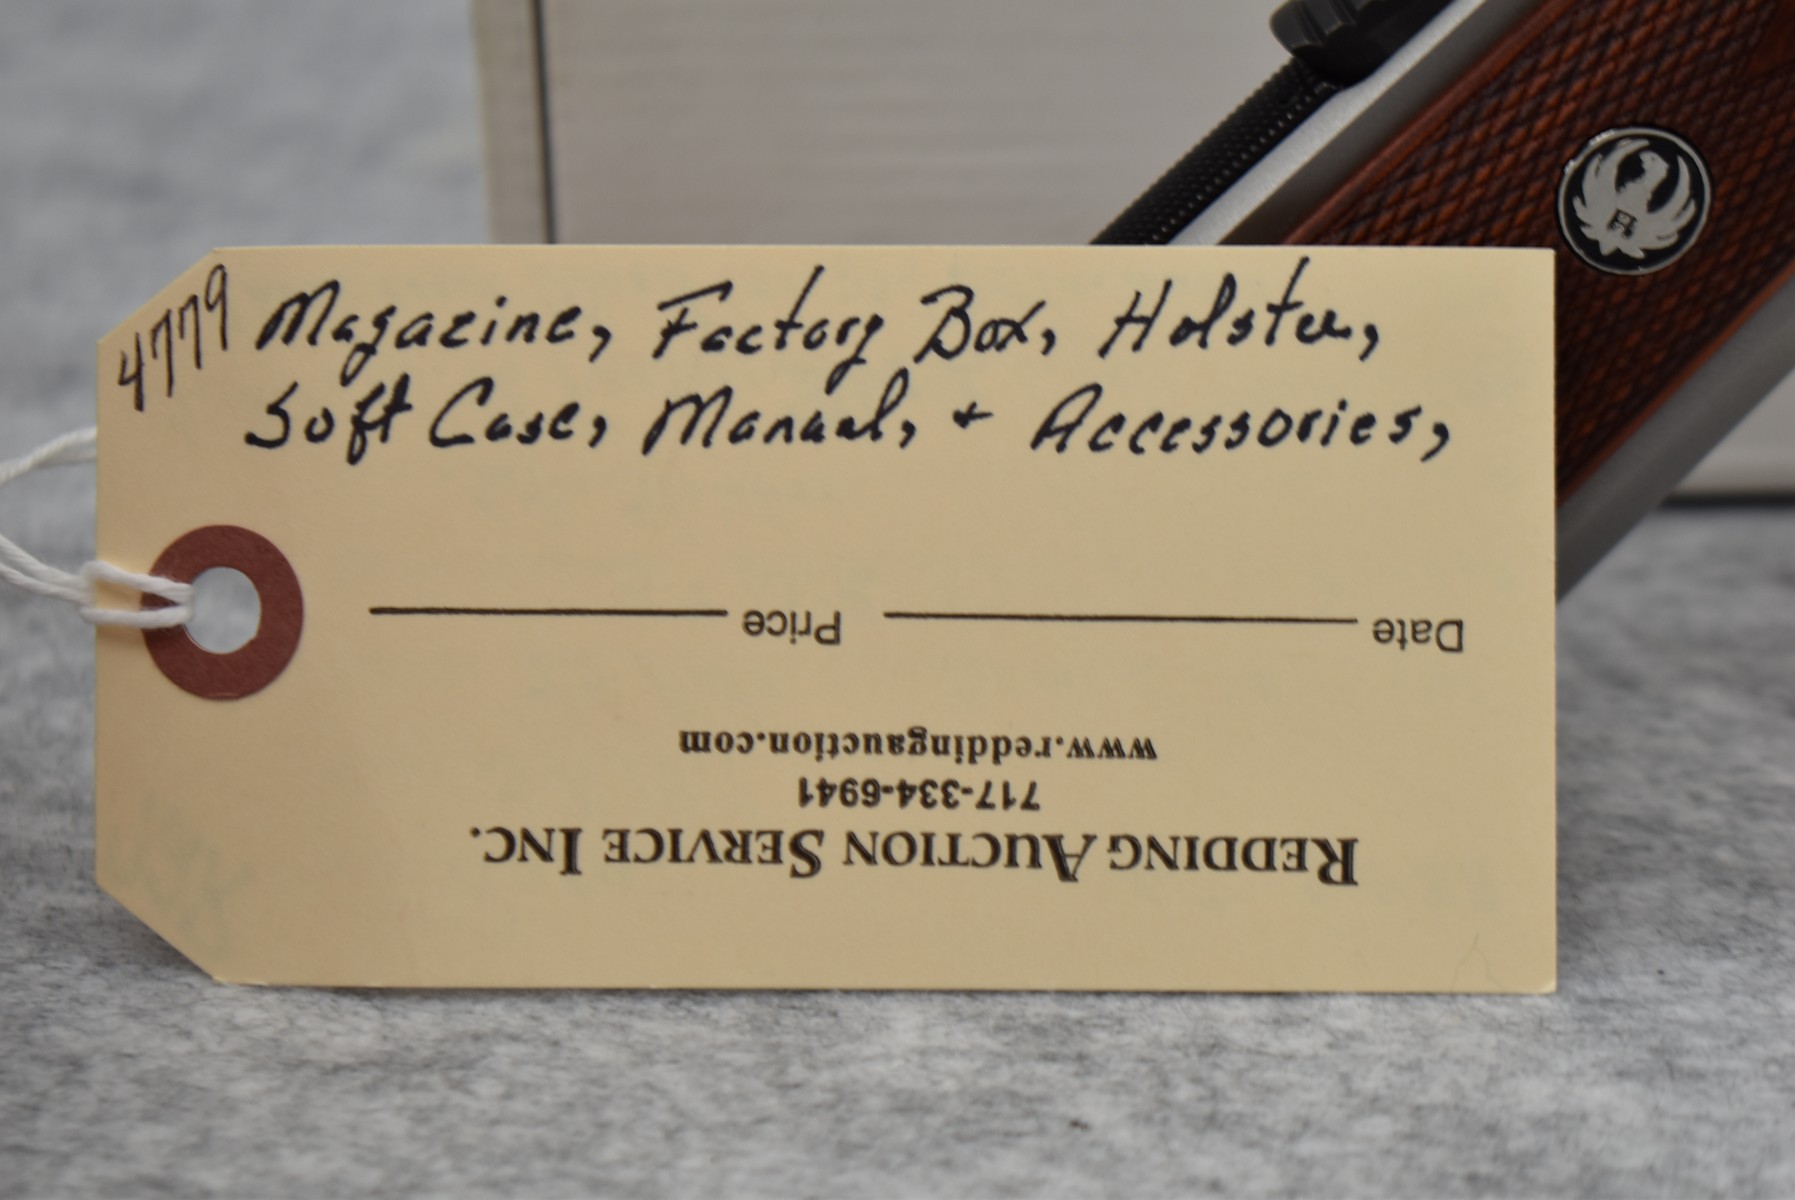 4779
Magazine, Factory Box, Holster,
Soft Case, Manual, + Accessories,
Date Price
www.reddingauction.com
717-334-6941
REDDING AUCTION SERVICE INC.